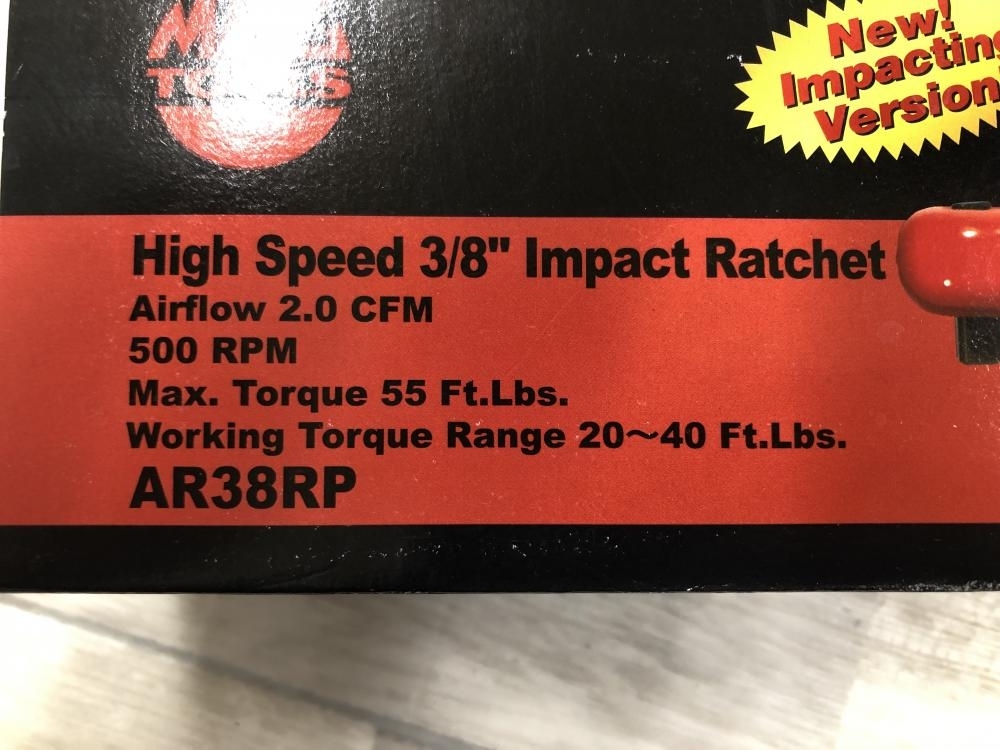 New!
Impacting
Version
High Speed 3/8" Impact Ratchet
Airflow 2.0 CFM
500 RPM
Max. Torque 55 Ft.Lbs.
Working Torque Range 20～40 Ft.Lbs.
AR38RP